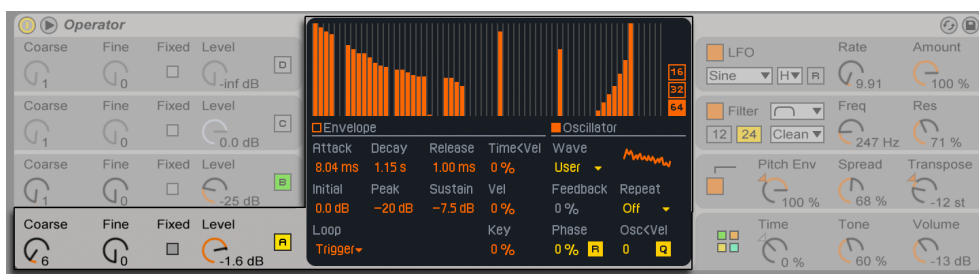 Operator
Coarse Fine Fixed Level
1 0 -inf dB D
Coarse Fine Fixed Level
1 0 0.0 dB C
Coarse Fine Fixed Level
1 0 -25 dB B
Coarse Fine Fixed Level
6 0 -1.6 dB A
16
32
64
Envelope Oscillator
Attack Decay Release Time<Vel Wave
8.04 ms 1.15 s 1.00 ms 0 % User
Initial Peak Sustain Vel Feedback Repeat
0.0 dB -20 dB -7.5 dB 0 % 0 % Off
Loop Key Phase Osc<Vel
Trigger 0 % 0 % R 0 Q
LFO Rate Amount
Sine H R 9.91 100 %
Filter Freq Res
12 24 Clean 247 Hz 71 %
Pitch Env Spread Transpose
100 % 68 % -12 st
Time Tone Volume
0 % 60 % -13 dB